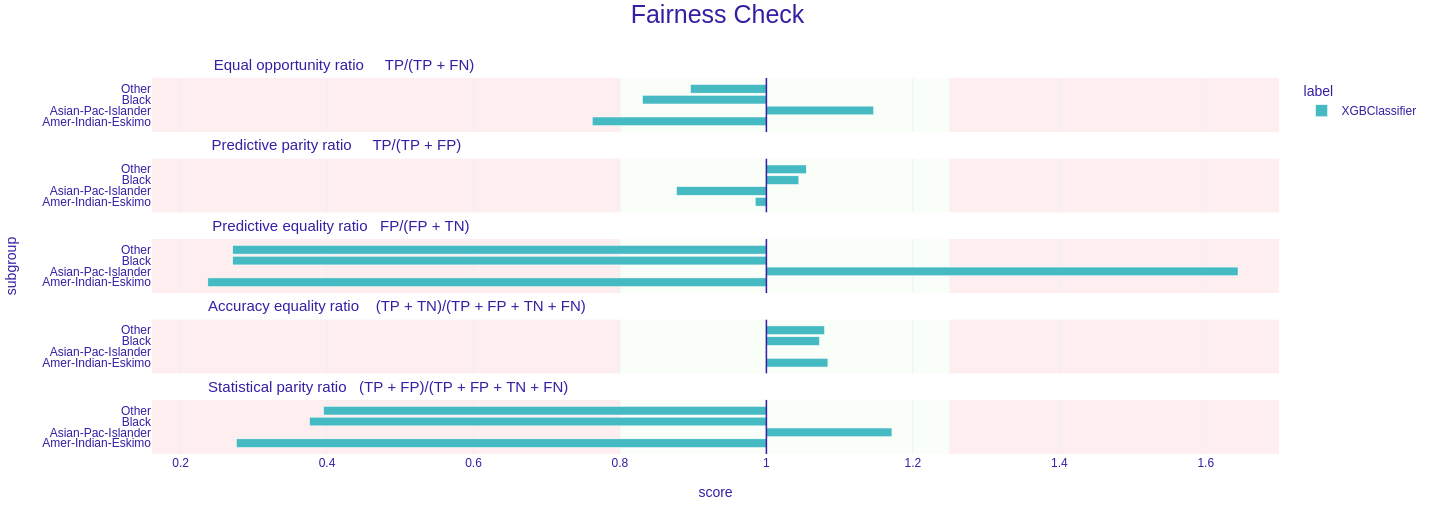 Fairness Check
Equal opportunity ratio TP/(TP + FN)
Other
Black
Asian-Pac-Islander
Amer-Indian-Eskimo
Predictive parity ratio TP/(TP + FP)
Other
Black
Asian-Pac-Islander
Amer-Indian-Eskimo
Predictive equality ratio FP/(FP + TN)
Other
Black
Asian-Pac-Islander
Amer-Indian-Eskimo
Accuracy equality ratio (TP + TN)/(TP + FP + TN + FN)
Other
Black
Asian-Pac-Islander
Amer-Indian-Eskimo
Statistical parity ratio (TP + FP)/(TP + FP + TN + FN)
Other
Black
Asian-Pac-Islander
Amer-Indian-Eskimo
0.2 0.4 0.6 0.8 1 1.2 1.4 1.6
score
subgroup
label
XGBClassifier